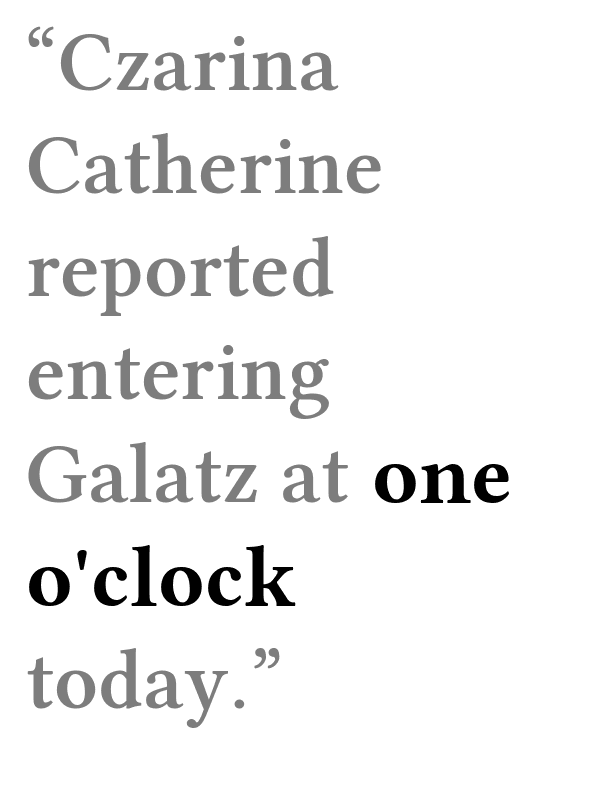 “Czarina
Catherine
reported
entering
Galatz at one
o'clock
today.”